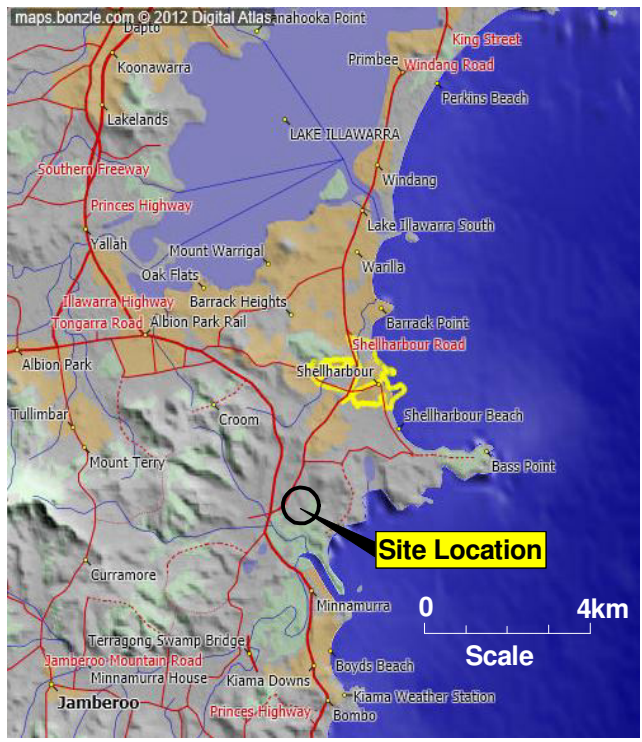 maps.bonzle.com © 2012 Digital Atlas
Dapto
Koonawarra
Primbee
King Street
Windang Road
Perkins Beach
Lakelands
LAKE ILLAWARRA
Southern Freeway
Windang
Princes Highway
Lake Illawarra South
Yallah
Mount Warrigal
Warilla
Oak Flats
Illawarra Highway
Barrack Heights
Tongarra Road
Albion Park Rail
Barrack Point
Shellharbour Road
Albion Park
Shellharbour
Tullimbar
Croom
Shellharbour Beach
Mount Terry
Bass Point
Site Location
Curramore
Minnamurra
0 4km
Scale
Terragong Swamp Bridge
Jamberoo Mountain Road
Minnamurra House
Boyds Beach
Kiama Downs
Jamberoo
Kiama Weather Station
Princes Highway
Bombo